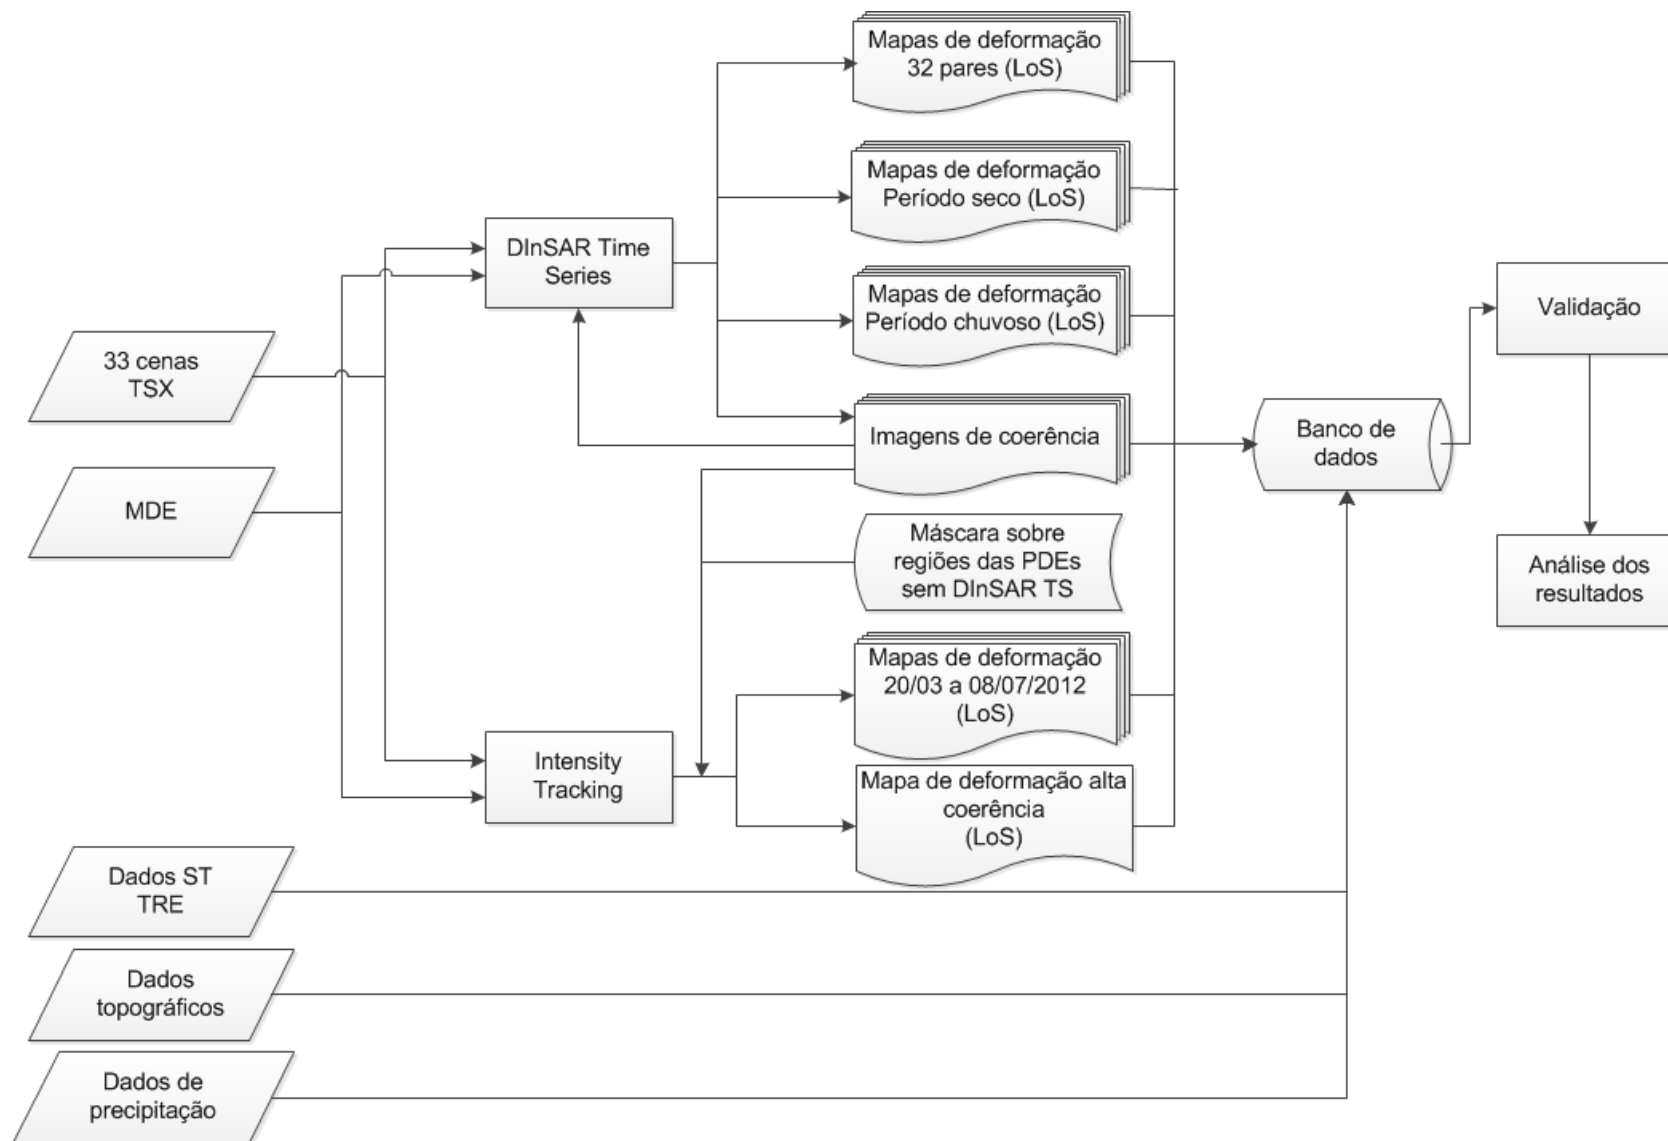 Mapas de deformação
32 pares (LoS)
Mapas de deformação
Período seco (LoS)
DInSAR Time
Series
Mapas de deformação
Período chuvoso (LoS)
Validação
33 cenas
TSX
Imagens de coerência
Banco de
dados
MDE
Máscara sobre
regiões das PDEs
sem DInSAR TS
Análise dos
resultados
Mapas de deformação
20/03 a 08/07/2012
(LoS)
Intensity
Tracking
Mapa de deformação alta
coerência
(LoS)
Dados ST
TRE
Dados
topográficos
Dados de
precipitação